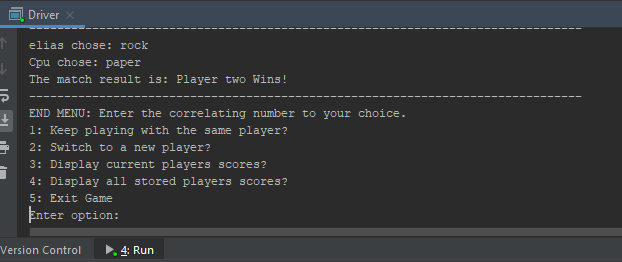 Driver
--------------------------------------------------------------------------------
elias chose: rock
Cpu chose: paper
The match result is: Player two Wins!
--------------------------------------------------------------------------------
END MENU: Enter the correlating number to your choice.
1: Keep playing with the same player?
2: Switch to a new player?
3: Display current players scores?
4: Display all stored players scores?
5: Exit Game
Enter option:
Version Control 4: Run